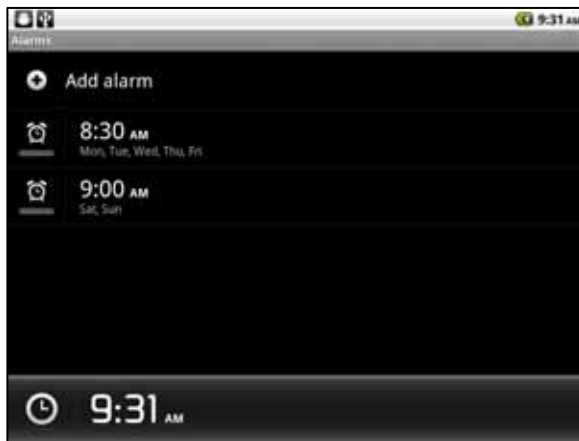 9:31 AM
Alarms
Add alarm
8:30 AM
Mon, Tue, Wed, Thu, Fri
9:00 AM
Sat, Sun
9:31 AM